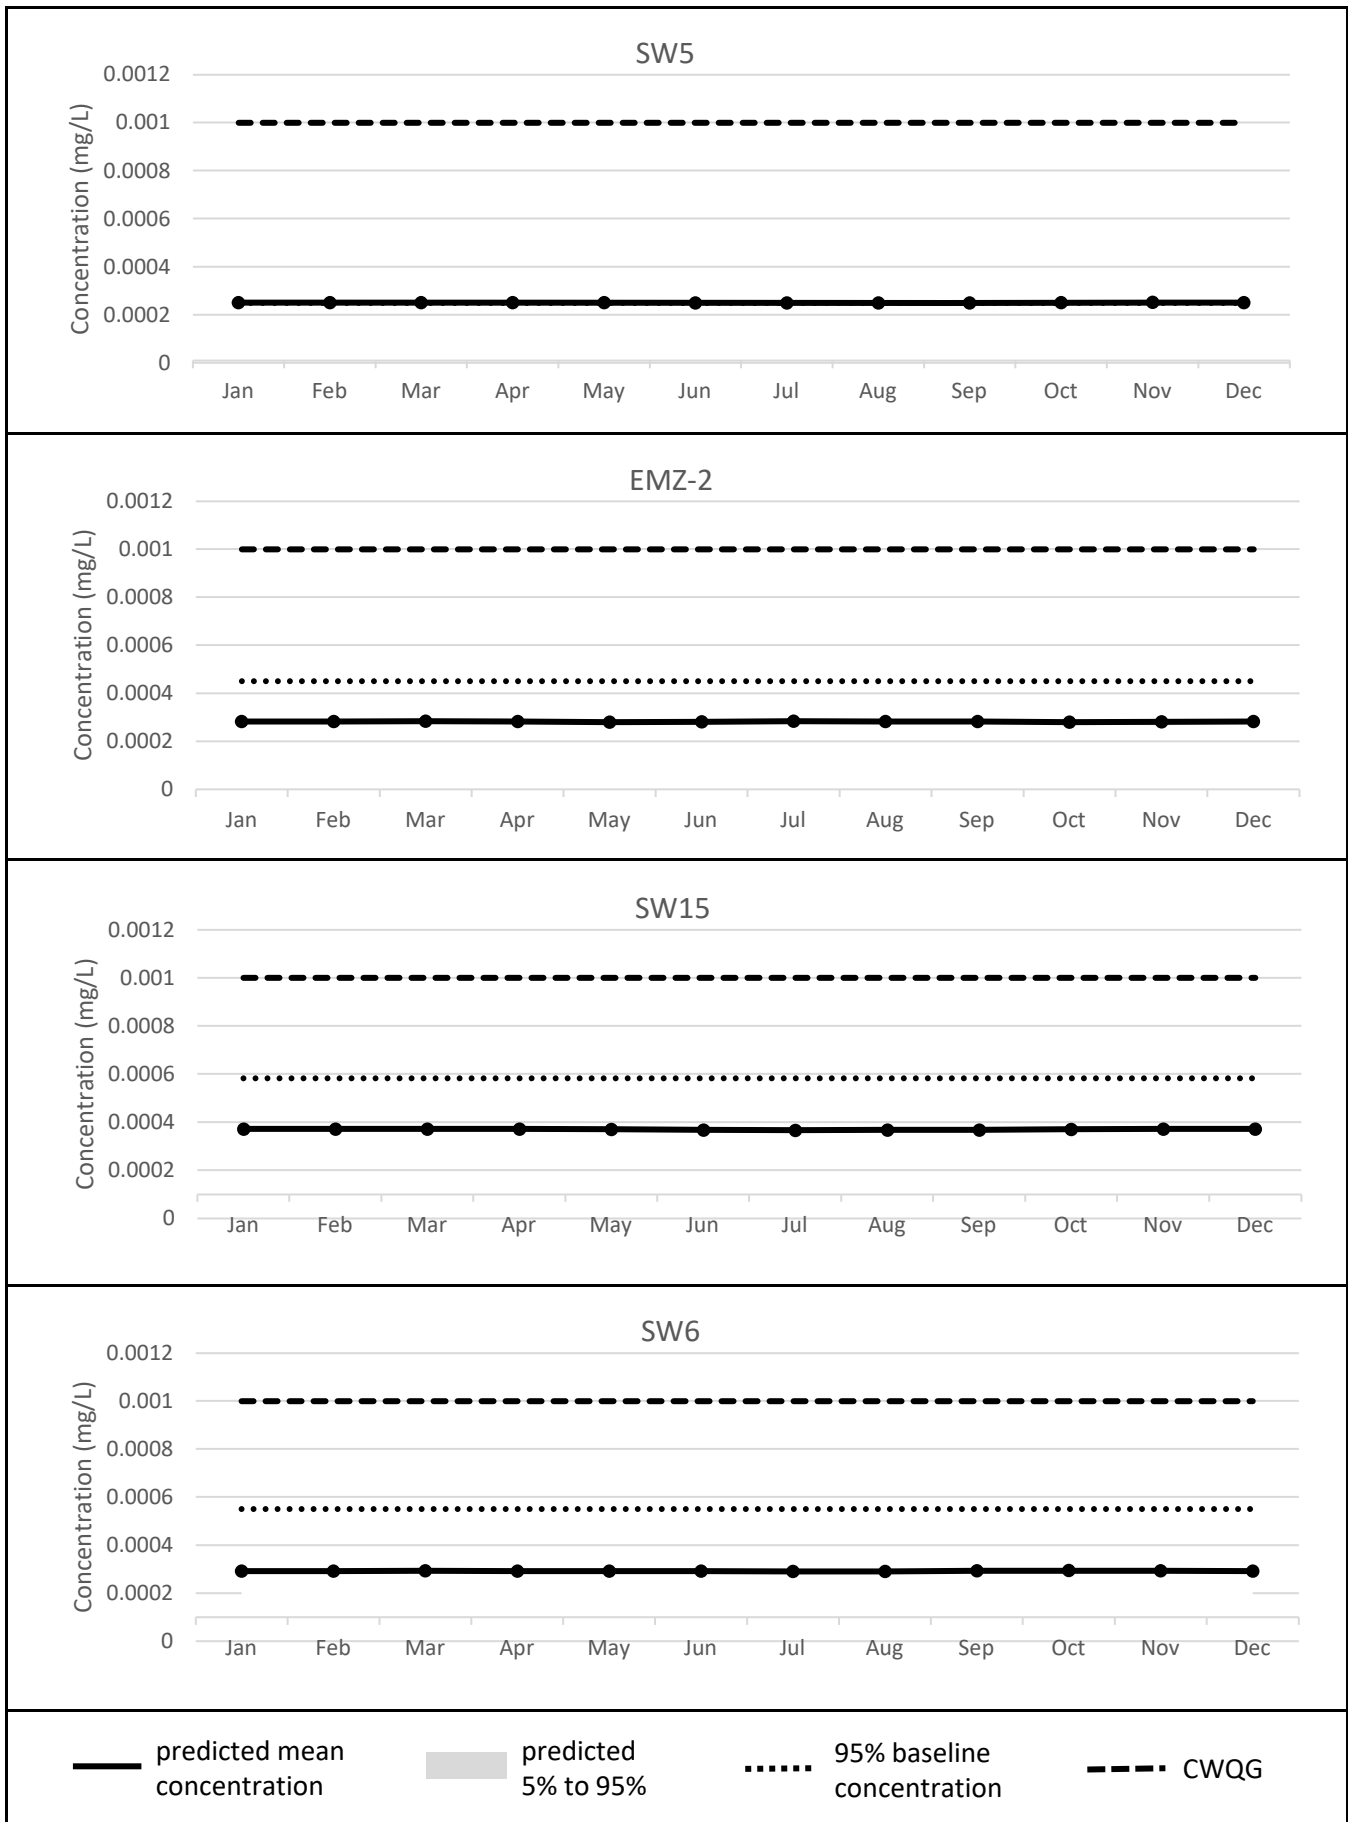 SW5
Concentration (mg/L)
0.0012
0.001
0.0008
0.0006
0.0004
0.0002
0
Jan Feb Mar Apr May Jun Jul Aug Sep Oct Nov Dec
EMZ-2
Concentration (mg/L)
0.0012
0.001
0.0008
0.0006
0.0004
0.0002
0
Jan Feb Mar Apr May Jun Jul Aug Sep Oct Nov Dec
SW15
Concentration (mg/L)
0.0012
0.001
0.0008
0.0006
0.0004
0.0002
0
Jan Feb Mar Apr May Jun Jul Aug Sep Oct Nov Dec
SW6
Concentration (mg/L)
0.0012
0.001
0.0008
0.0006
0.0004
0.0002
0
Jan Feb Mar Apr May Jun Jul Aug Sep Oct Nov Dec
predicted mean
concentration
predicted
5% to 95%
95% baseline
concentration
CWQG